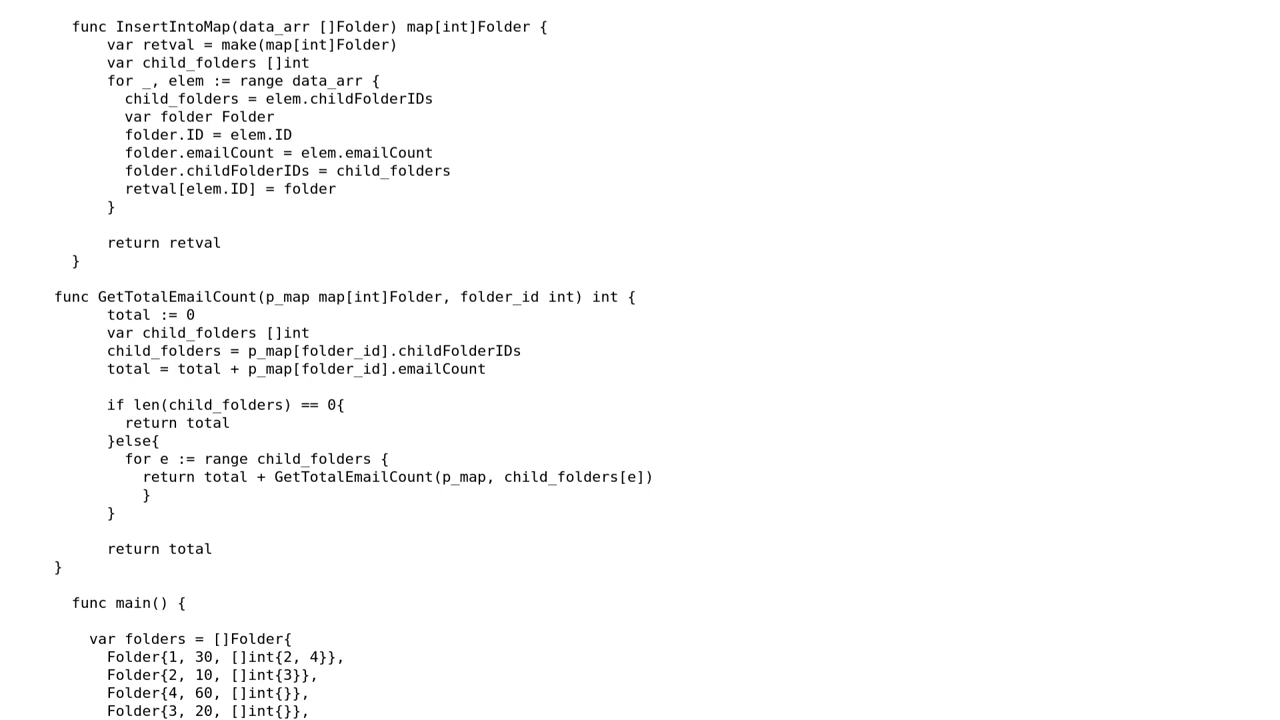 func InsertIntoMap(data_arr []Folder) map[int]Folder {
var retval = make(map[int]Folder)
var child_folders []int
for _, elem := range data_arr {
child_folders = elem.childFolderIDs
var folder Folder
folder.ID = elem.ID
folder.emailCount = elem.emailCount
folder.childFolderIDs = child_folders
retval[elem.ID] = folder
}
return retval
}
func GetTotalEmailCount(p_map map[int]Folder, folder_id int) int {
total := 0
var child_folders []int
child_folders = p_map[folder_id].childFolderIDs
total = total + p_map[folder_id].emailCount
if len(child_folders) == 0{
return total
}else{
for e := range child_folders {
return total + GetTotalEmailCount(p_map, child_folders[e])
}
}
return total
}
func main() {
var folders = []Folder{
Folder{1, 30, []int{2, 4}},
Folder{2, 10, []int{3}},
Folder{4, 60, []int{}},
Folder{3, 20, []int{}},